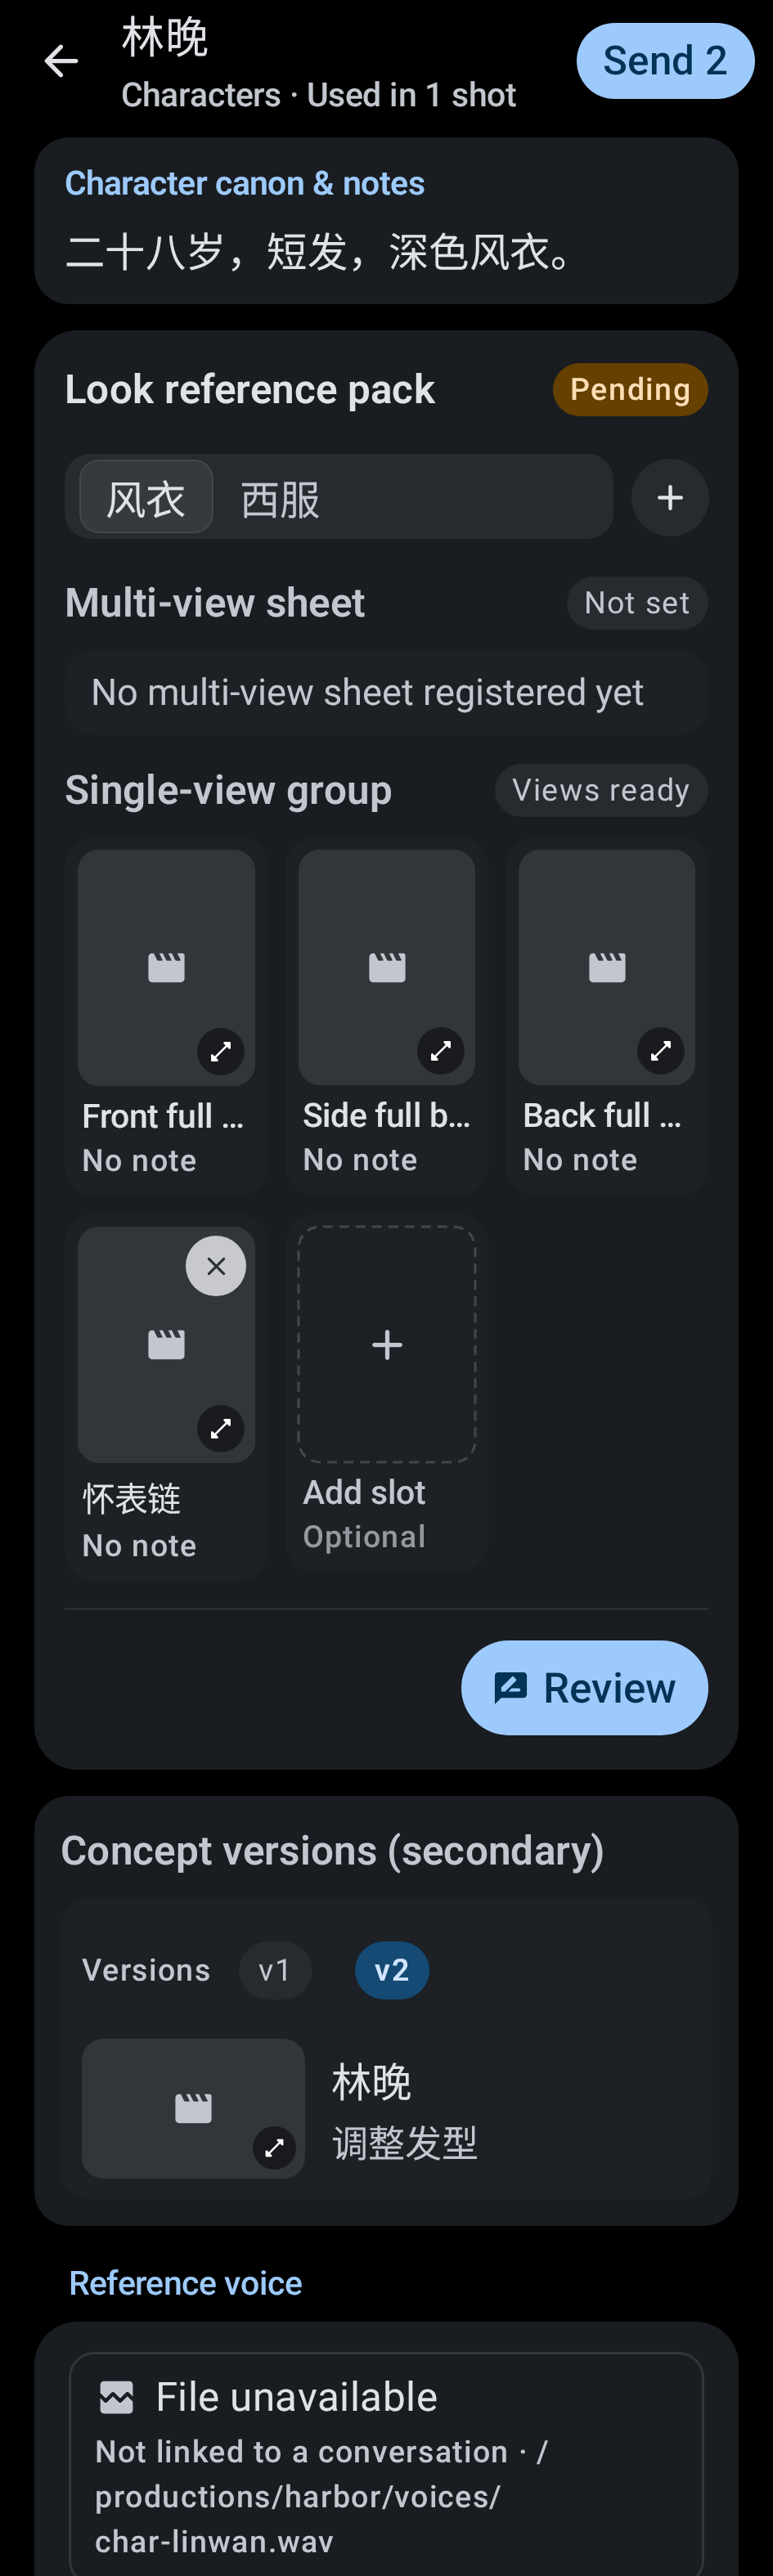 林晚
Characters · Used in 1 shot
Send 2
Character canon & notes
二十八岁，短发，深色风衣。
Look reference pack
Pending
风衣
西服
Multi-view sheet
Not set
No multi-view sheet registered yet
Single-view group
Views ready
Front full ...
Side full b...
Back full ...
No note
No note
No note
怀表链
No note
Add slot
Optional
Review
Concept versions (secondary)
Versions
v1
v2
林晚
调整发型
Reference voice
File unavailable
Not linked to a conversation · /
productions/harbor/voices/
char-linwan.wav